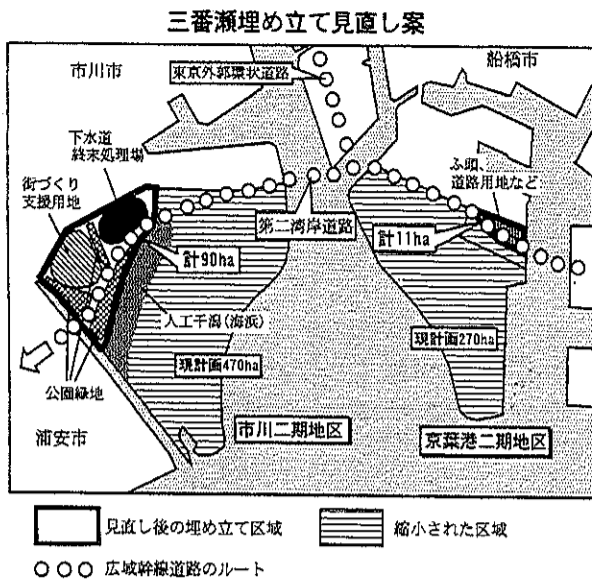 三番瀬埋め立て見直し案
市川市
船橋市
東京外郭環状道路
下水道
終末処理場
街づくり
支援用地
ふ頭、
道路用地など
第二湾岸道路
計90ha
計11ha
人工干潟(海浜)
現計画470ha
現計画270ha
公園緑地
浦安市
市川二期地区
京葉港二期地区
見直し後の埋め立て区域
縮小された区域
広域幹線道路のルート